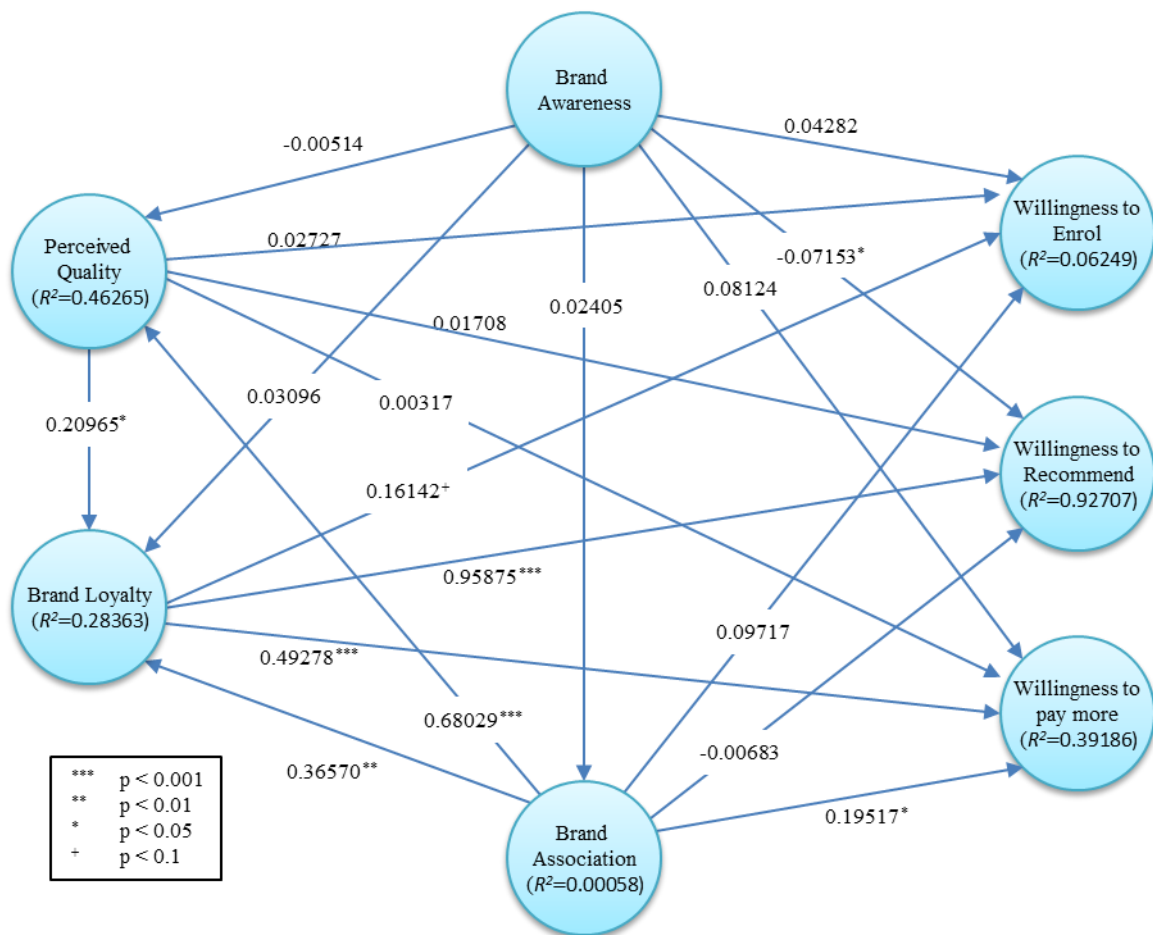 Brand
Awareness
0.04282
-0.00514
Willingness to
Enrol
(R²=0.06249)
Perceived
Quality
(R²=0.46265)
0.02727
-0.07153*
0.08124
0.02405
0.01708
0.03096
0.00317
0.20965*
Willingness to
Recommend
(R²=0.92707)
0.16142⁺
0.95875***
Brand Loyalty
(R²=0.28363)
0.09717
0.49278***
Willingness to
pay more
(R²=0.39186)
0.68029***
-0.00683
0.36570**
0.19517*
Brand
Association
(R²=0.00058)
*** p < 0.001
** p < 0.01
* p < 0.05
⁺ p < 0.1